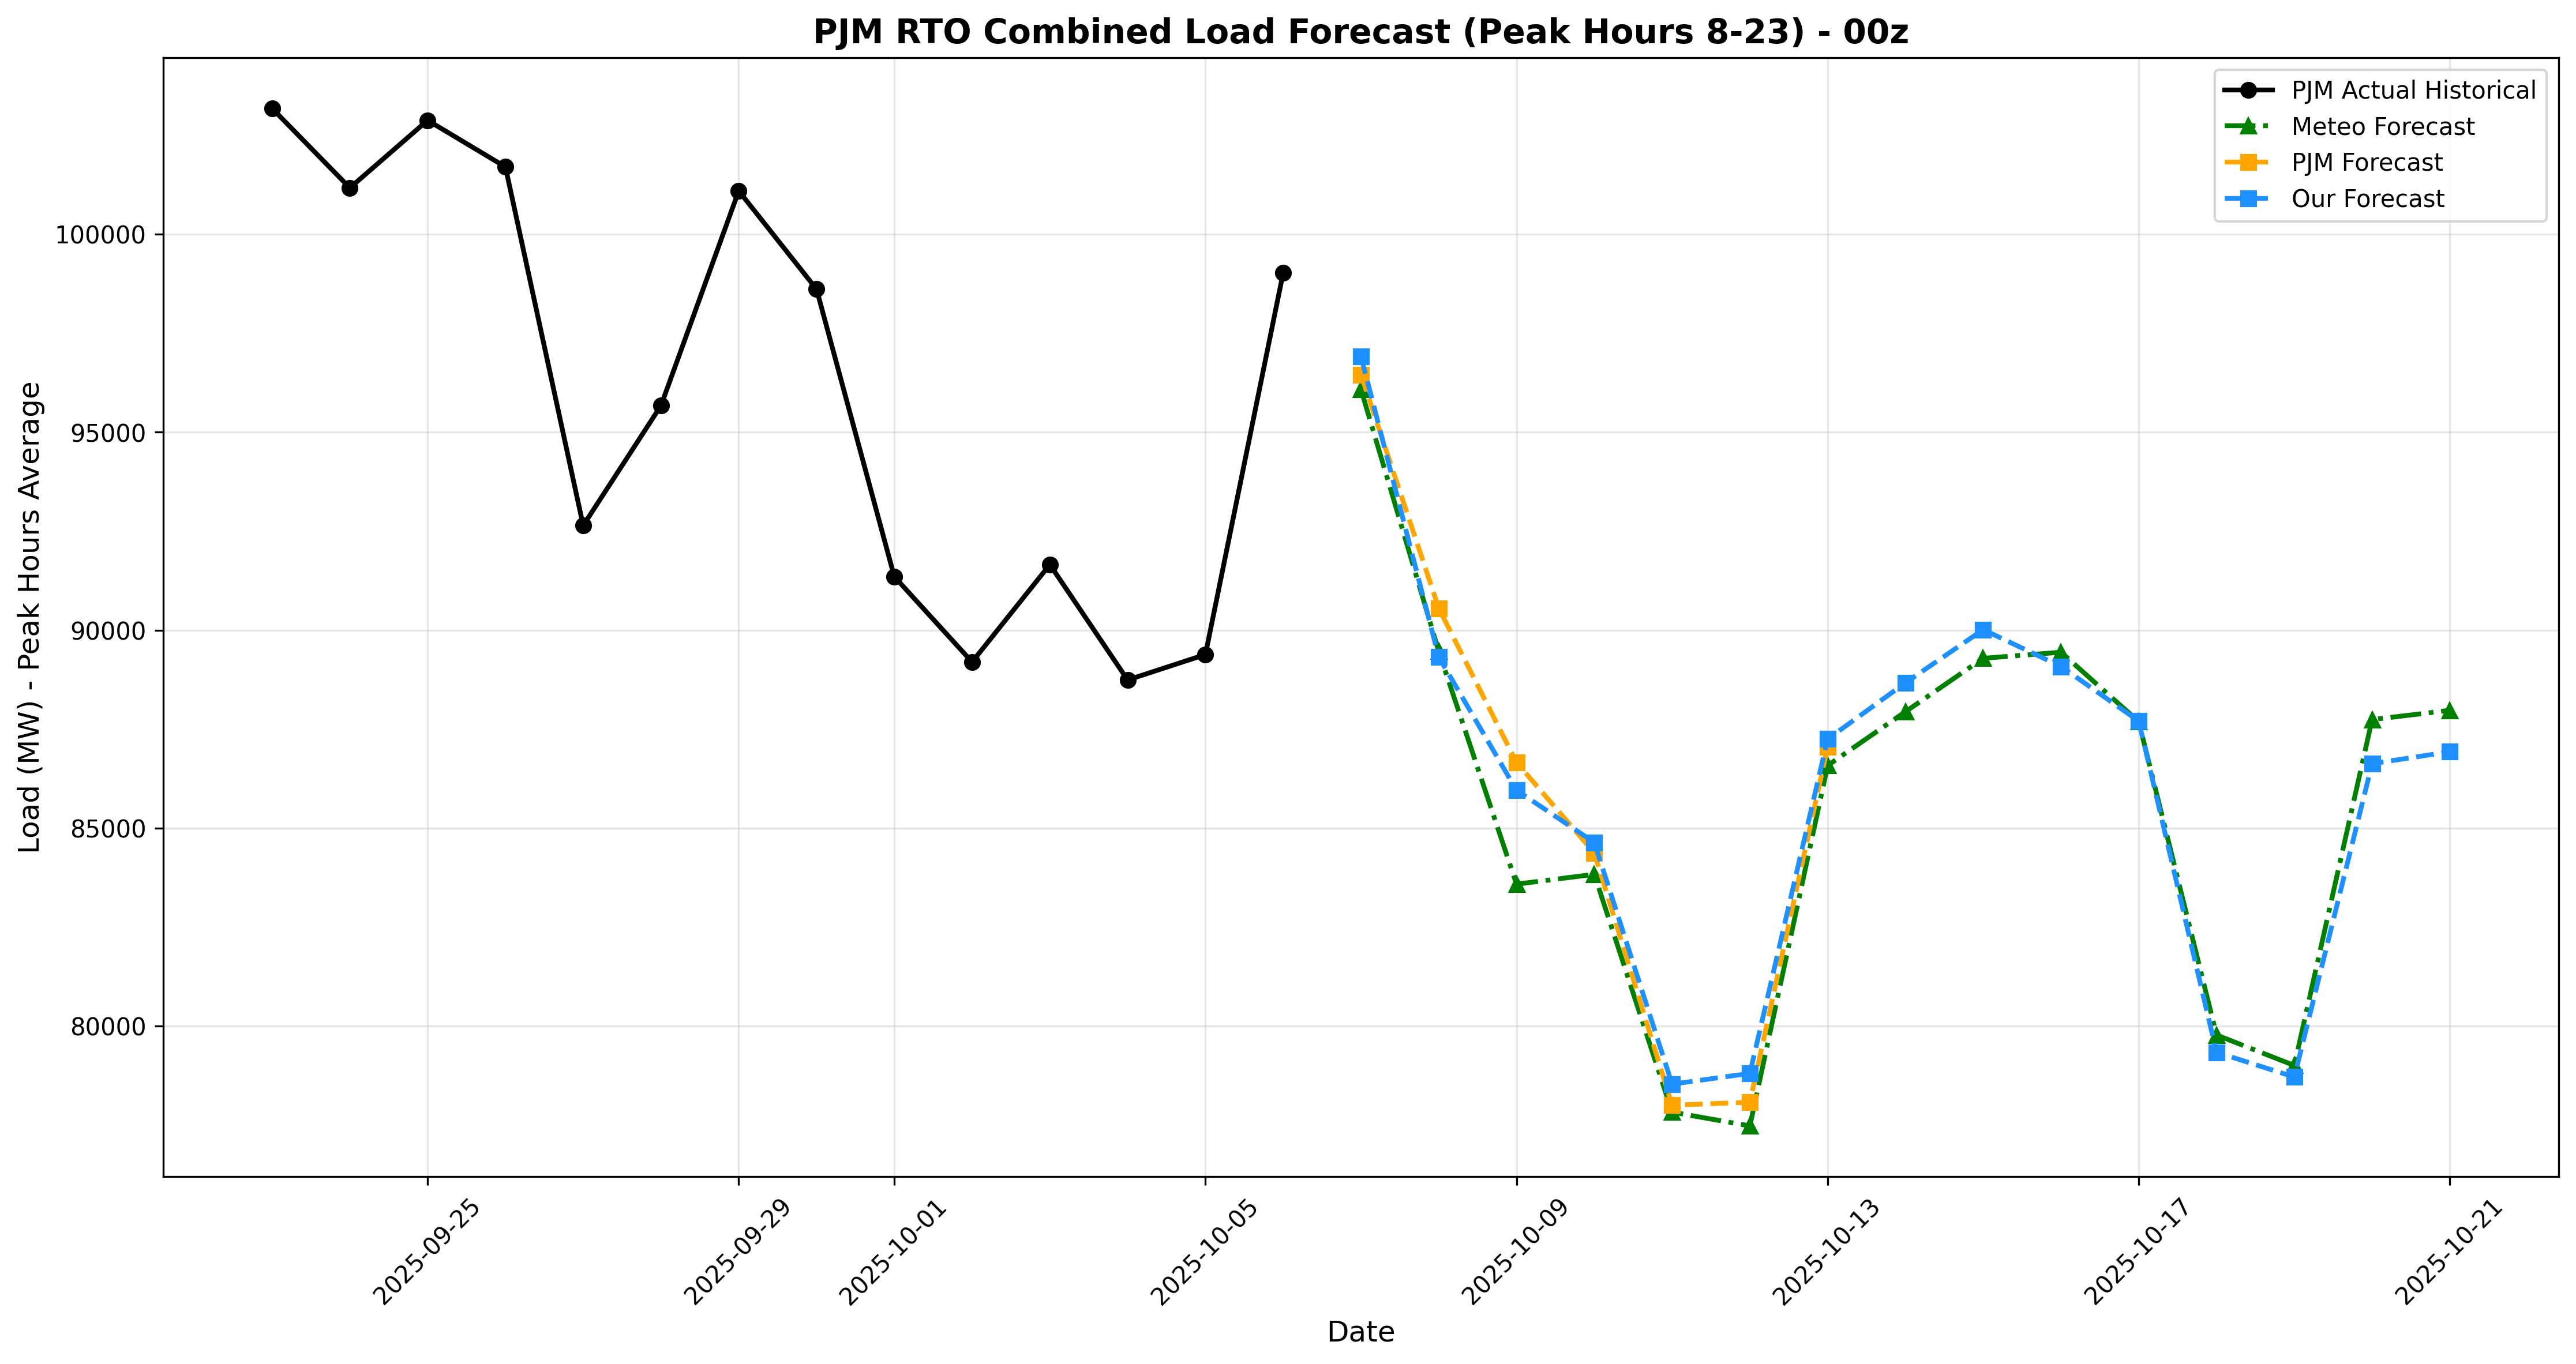 PJM RTO Combined Load Forecast (Peak Hours 8-23) - 00z
PJM Actual Historical
Meteo Forecast
PJM Forecast
Our Forecast
Load (MW) - Peak Hours Average
100000
95000
90000
85000
80000
2025-09-25
2025-09-29
2025-10-01
2025-10-05
2025-10-09
2025-10-13
2025-10-17
2025-10-21
Date